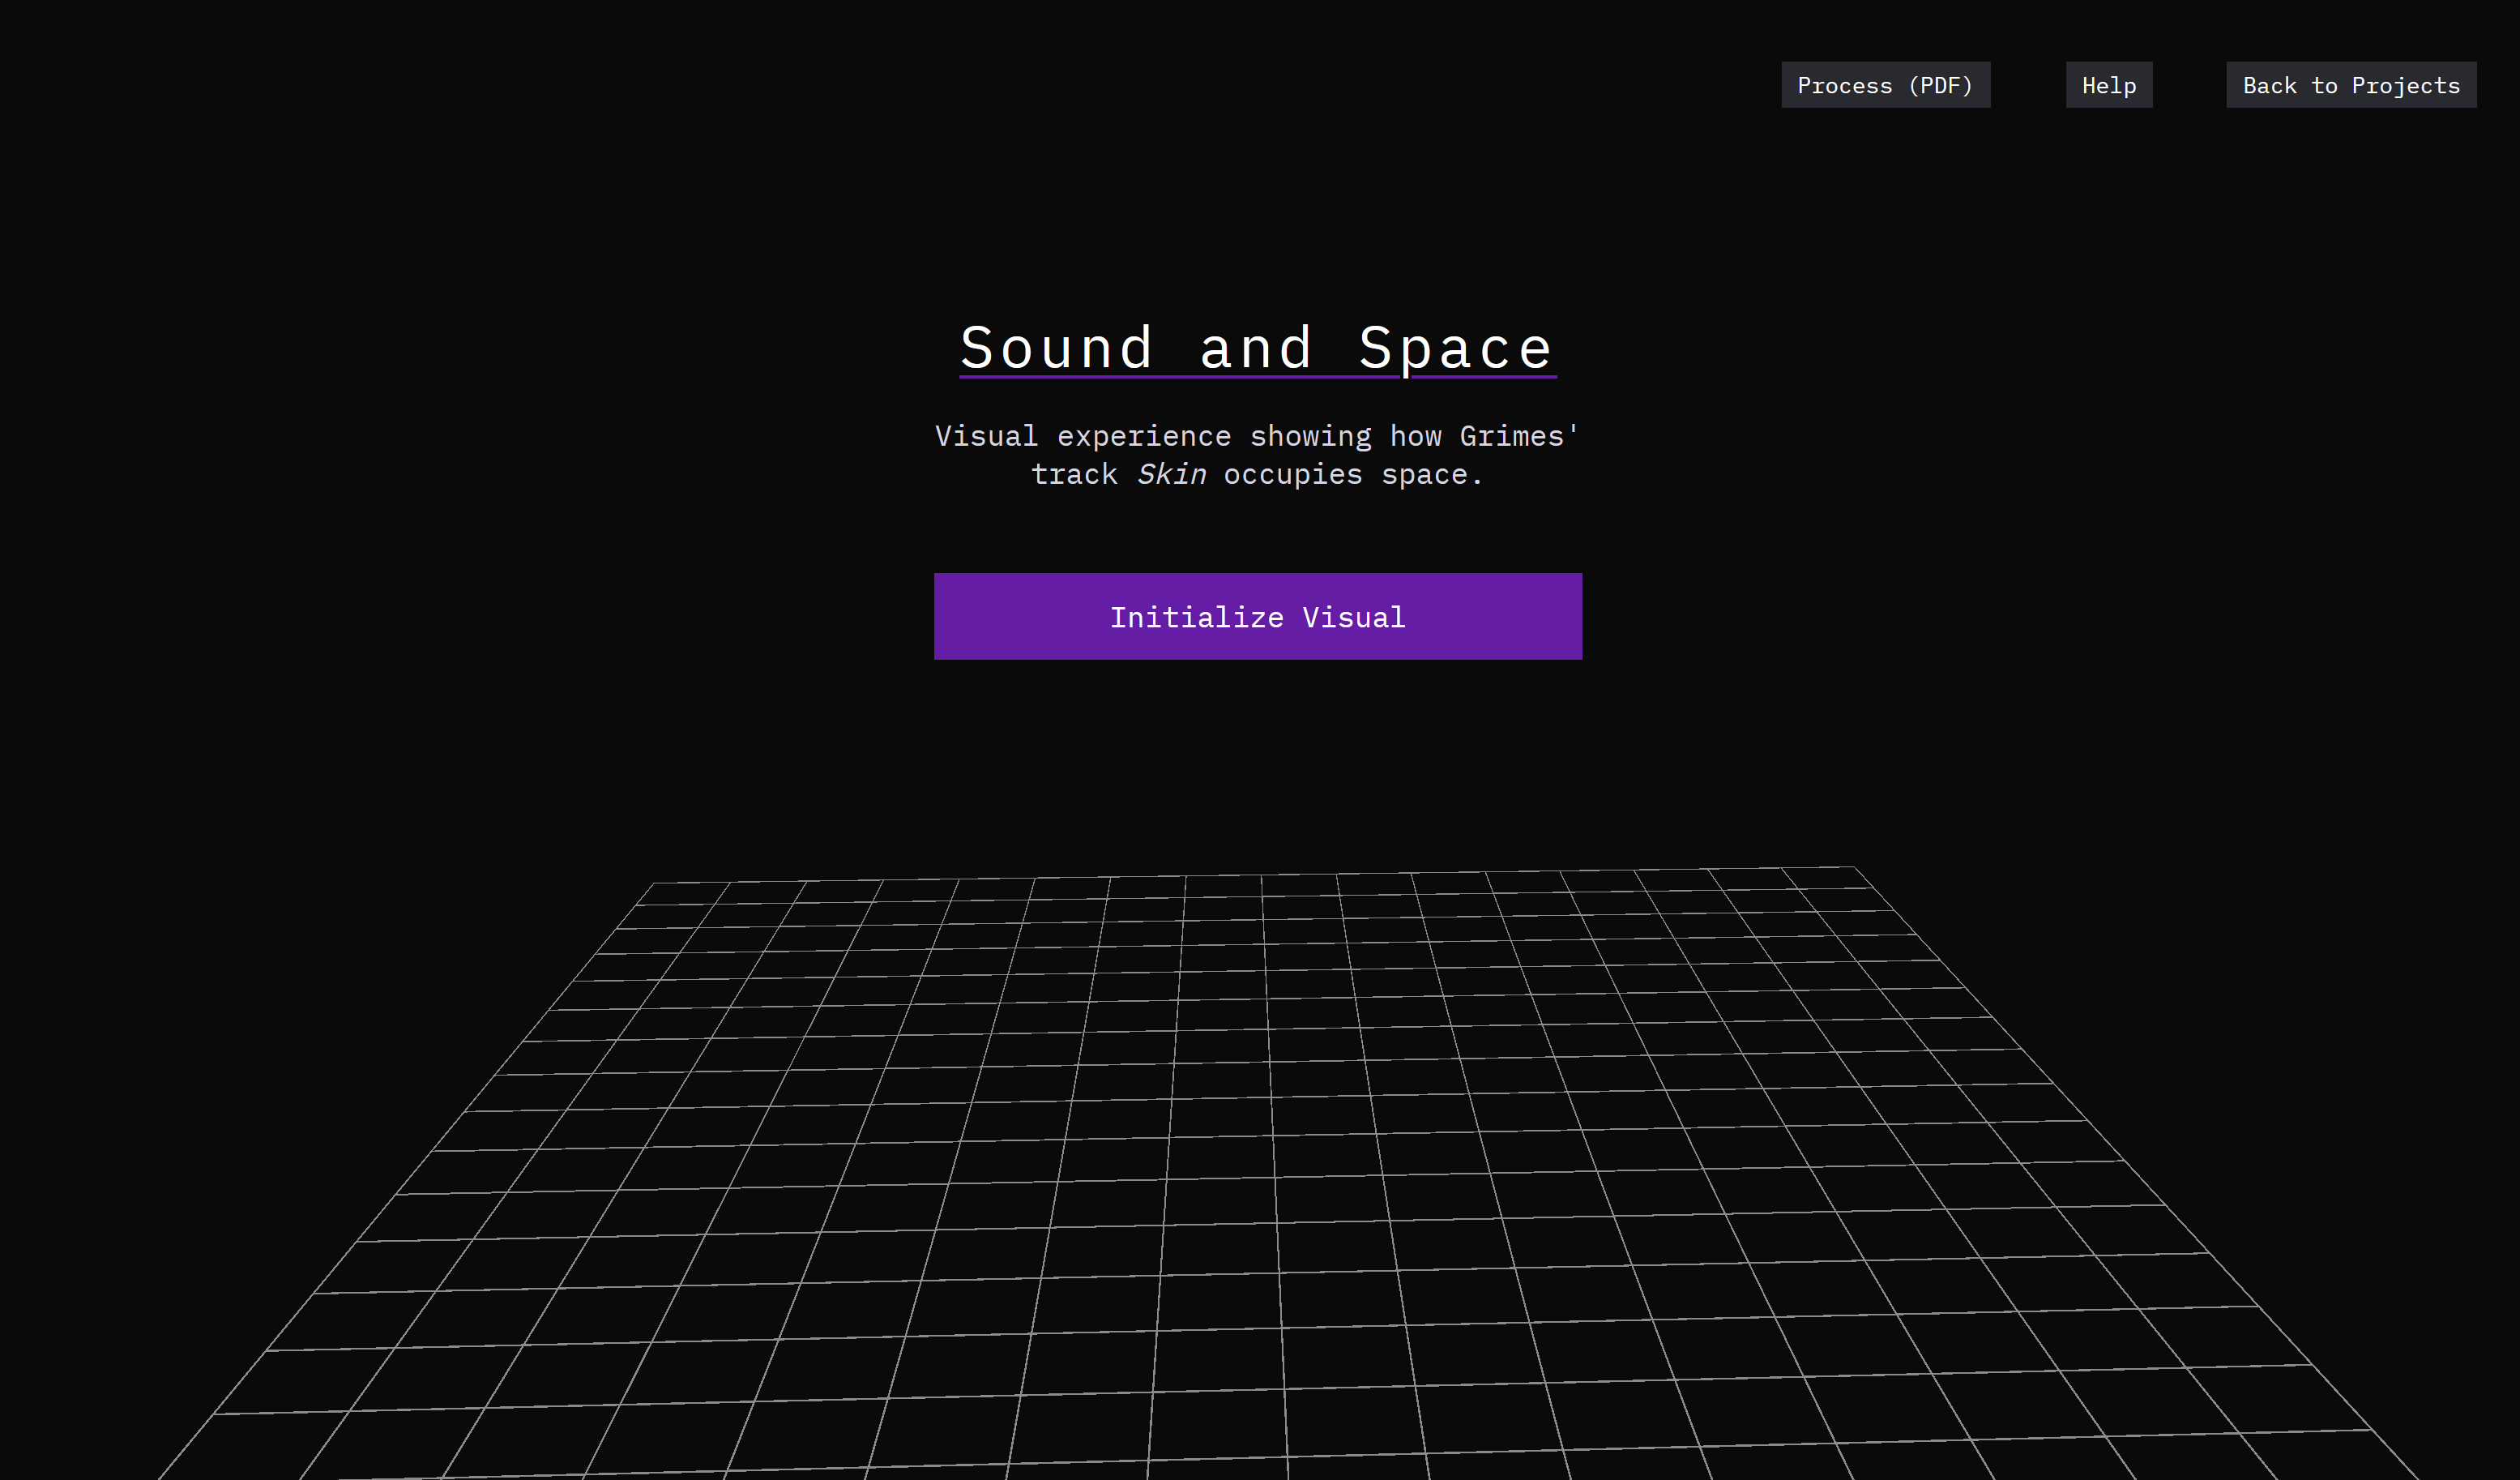 Process (PDF)
Help
Back to Projects
Sound and Space
Visual experience showing how Grimes'
track Skin occupies space.
Initialize Visual